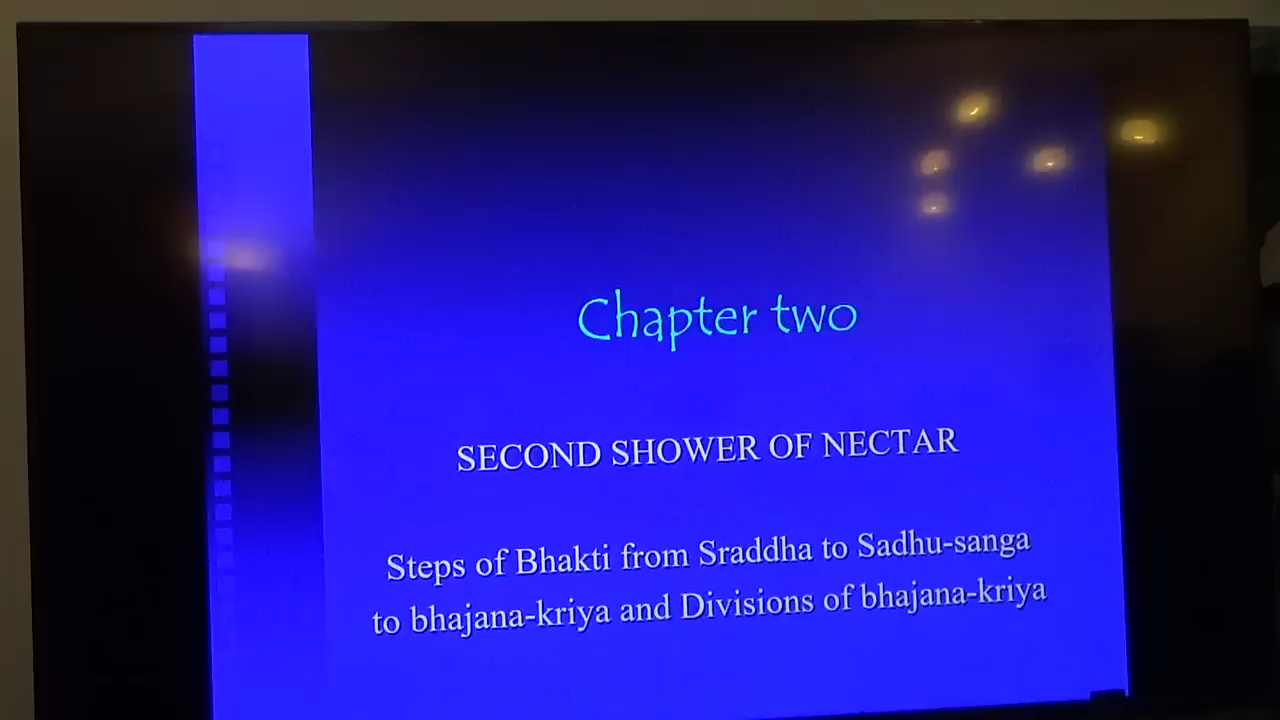 Chapter two
SECOND SHOWER OF NECTAR
Steps of Bhakti from Sraddha to Sadhu-sanga
to bhajana-kriya and Divisions of bhajana-kriya